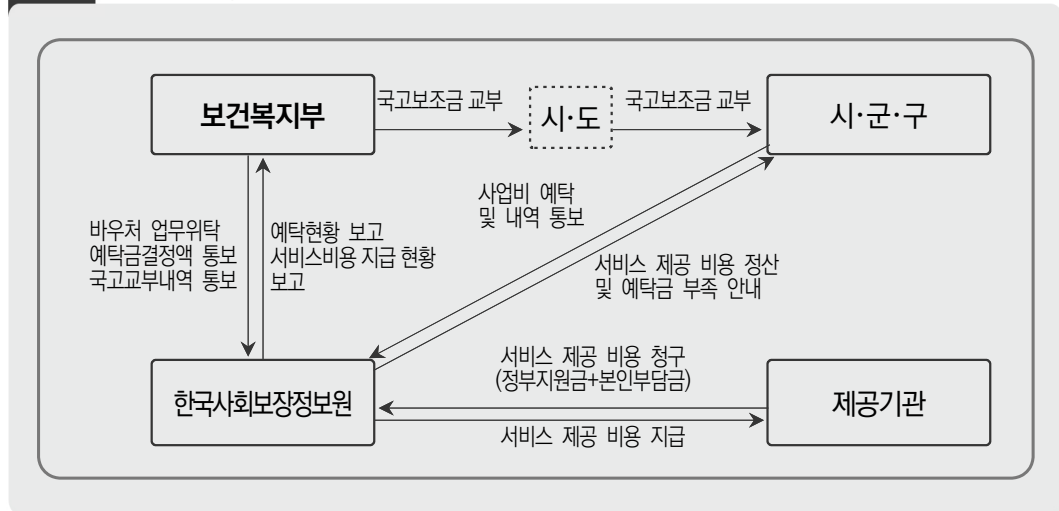 보건복지부
국고보조금 교부
시·도
국고보조금 교부
시·군·구
사업비 예탁
및 내역 통보
바우처 업무위탁
예탁금결정액 통보
국고교부내역 통보
예탁현황 보고
서비스비용 지급 현황
보고
서비스 제공 비용 정산
및 예탁금 부족 안내
한국사회보장정보원
서비스 제공 비용 청구
(정부지원금+본인부담금)
서비스 제공 비용 지급
제공기관